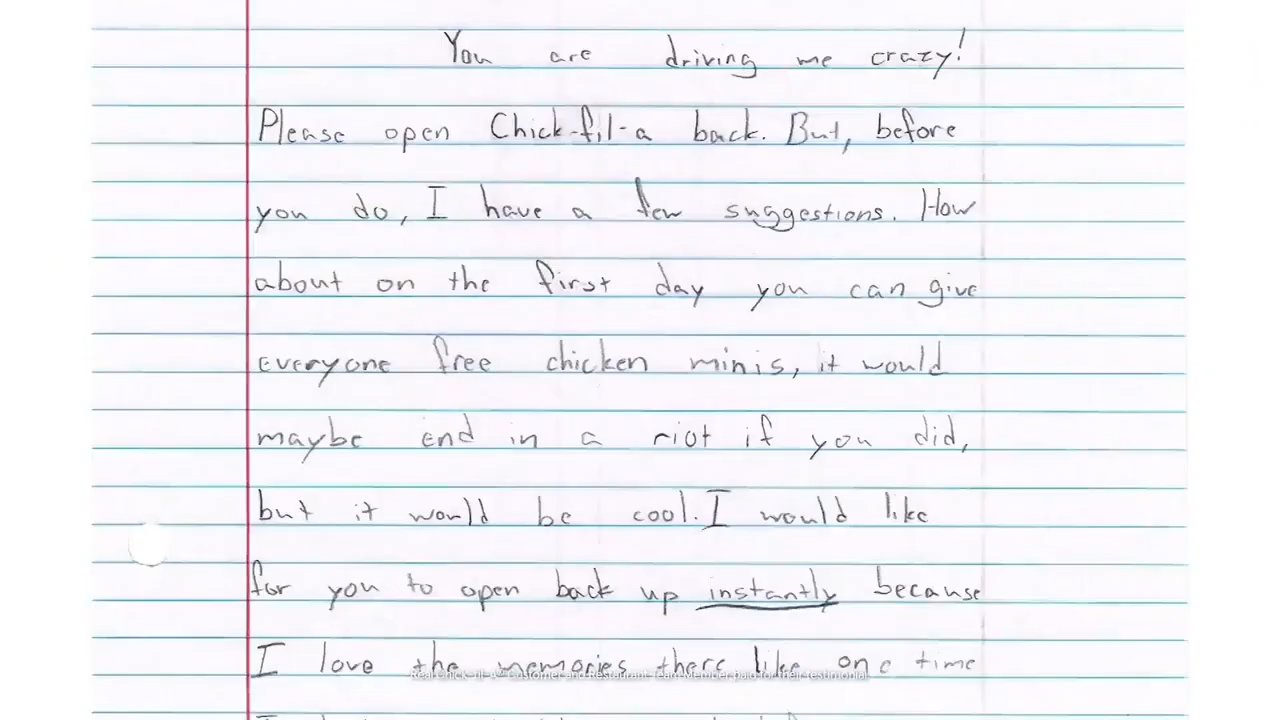 You are driving me crazy!
Please open Chick-fil-a back. But, before
you do, I have a few suggestions. How
about on the first day you can give
everyone free chicken minis, it would
maybe end in a riot if you did,
but it would be cool. I would like
for you to open back up instantly because
I love the memories there like one time
Real Chick-fil-A® Customer and Restaurant Team Member paid for their testimonial.